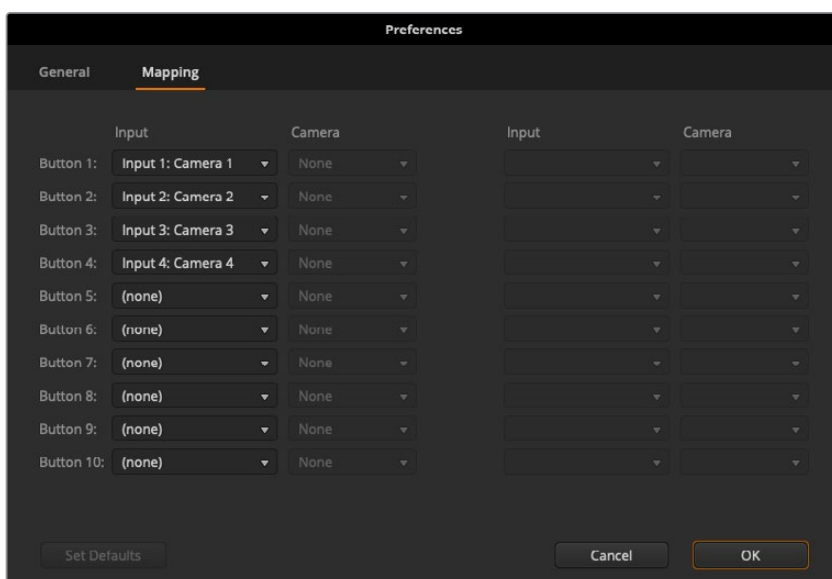 Preferences
General Mapping
Input Camera Input Camera
Button 1: Input 1: Camera 1 None
Button 2: Input 2: Camera 2 None
Button 3: Input 3: Camera 3 None
Button 4: Input 4: Camera 4 None
Button 5: (none) None
Button 6: (none) None
Button 7: (none) None
Button 8: (none) None
Button 9: (none) None
Button 10: (none) None
Set Defaults Cancel OK